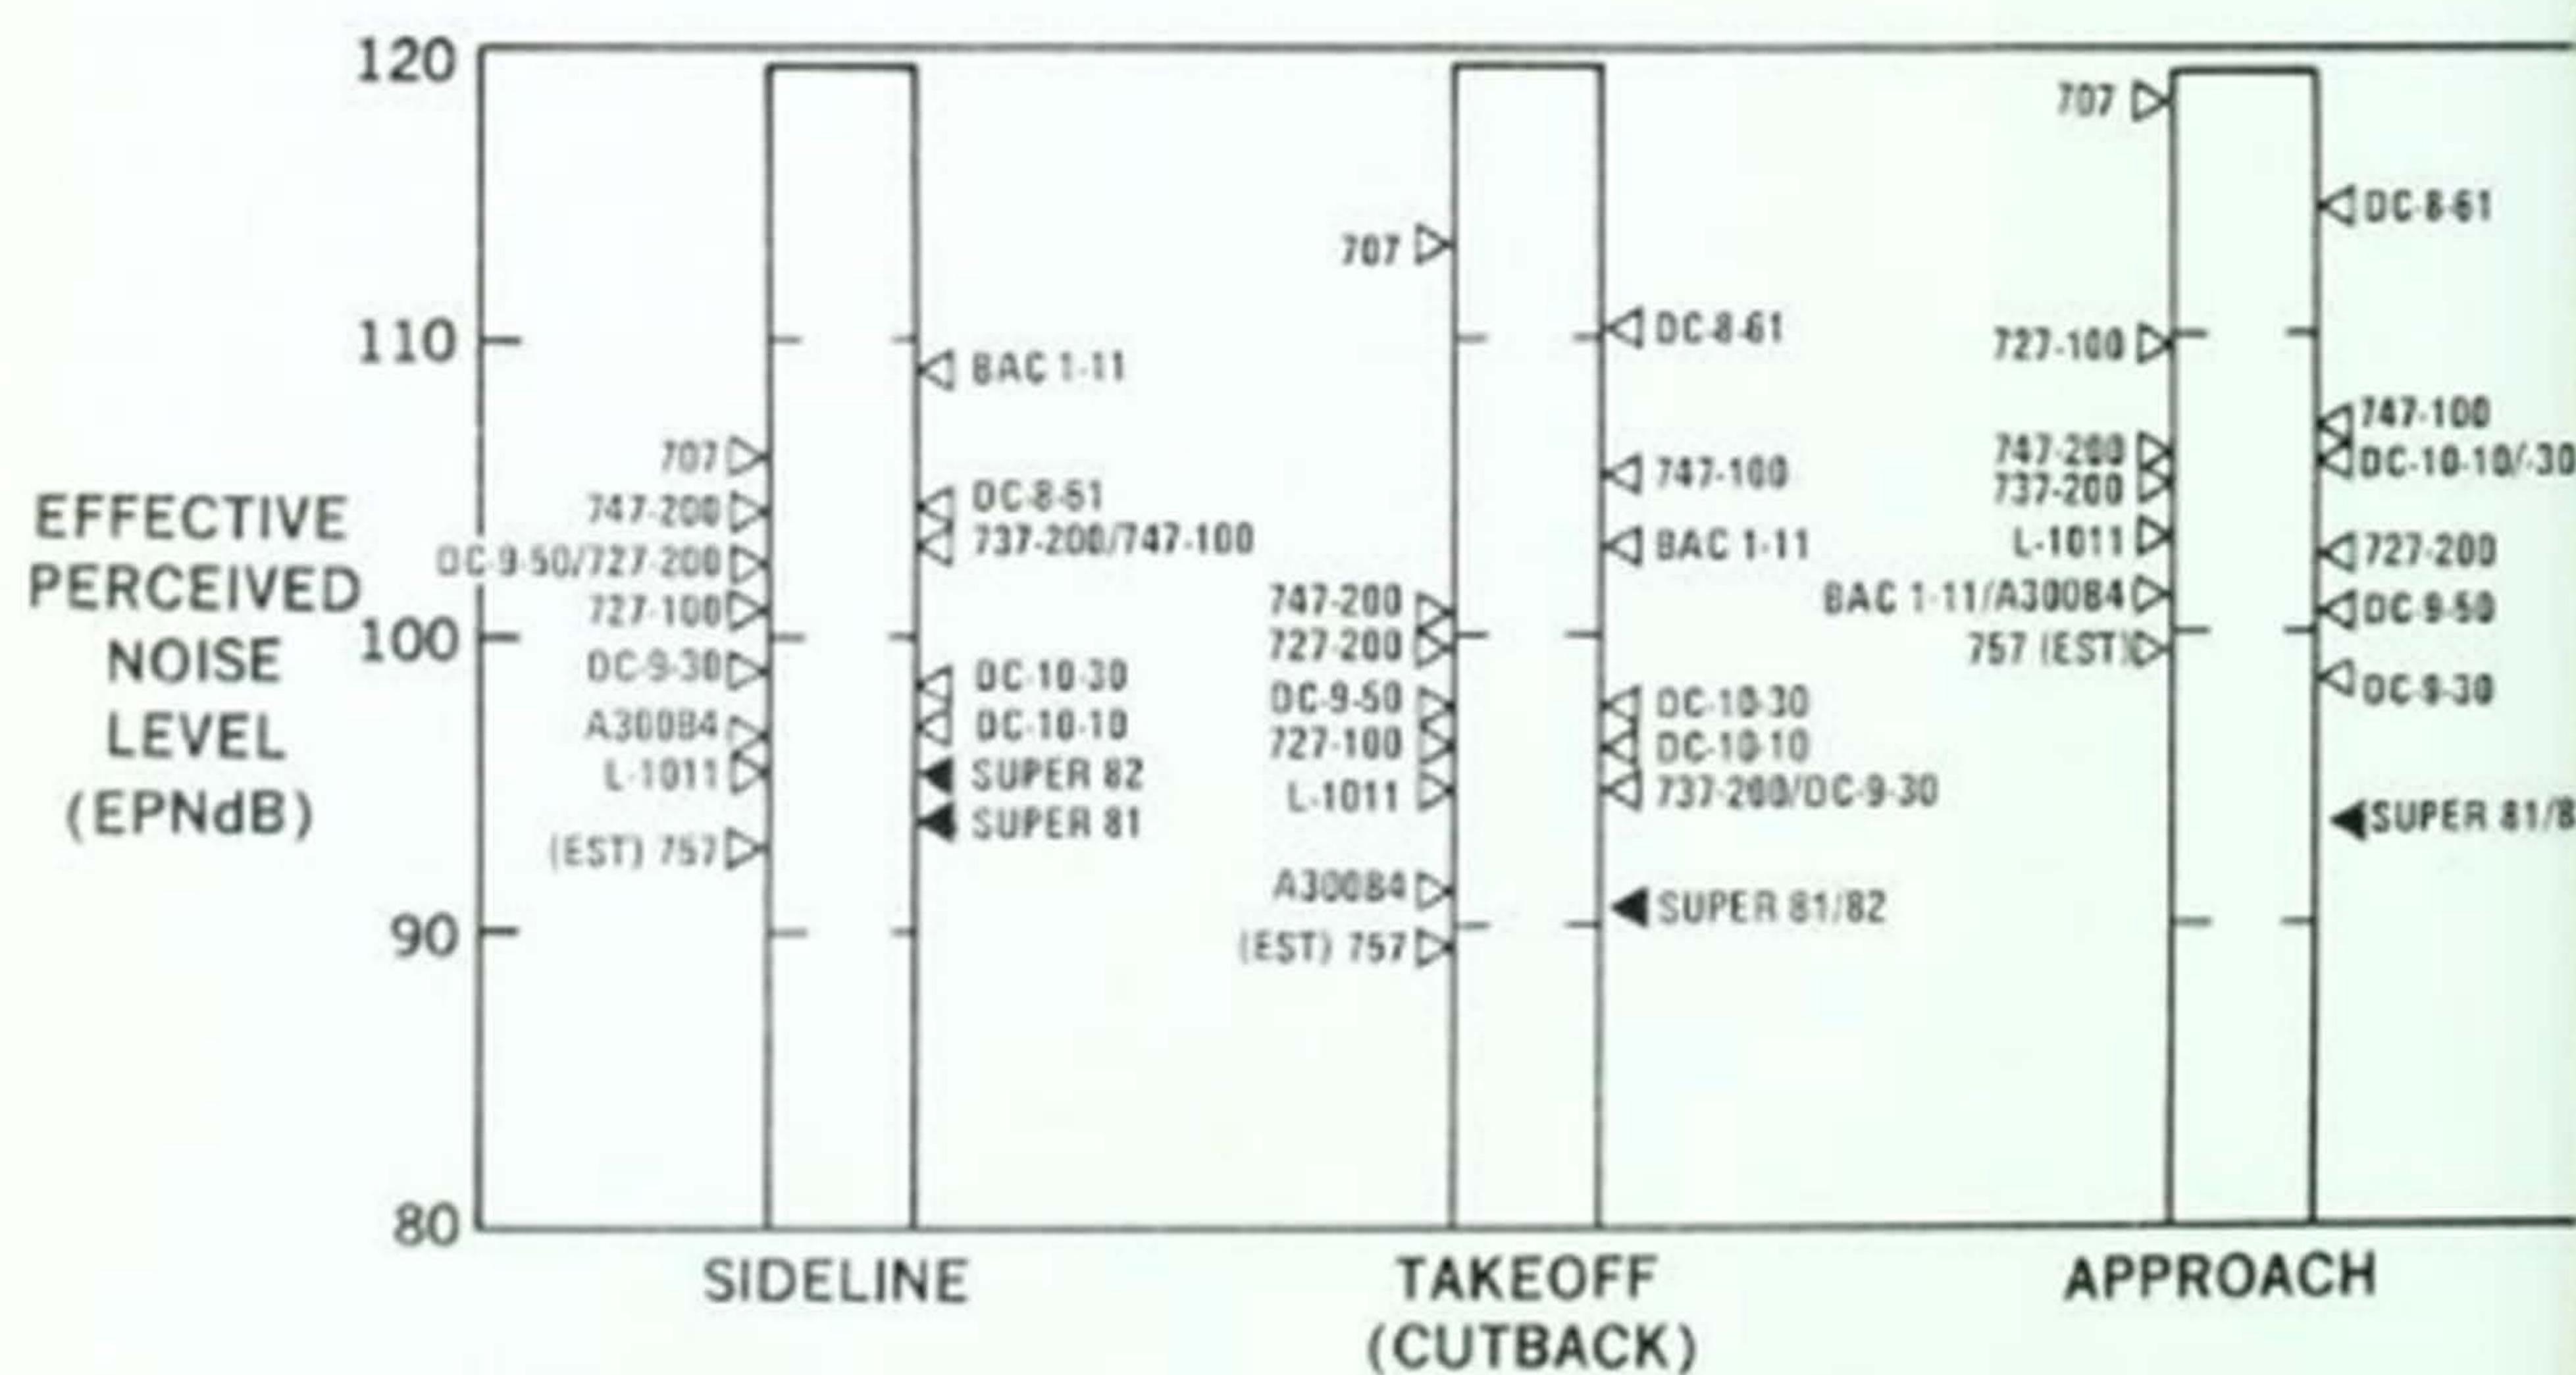 120
110
100
90
80
EFFECTIVE
PERCEIVED
NOISE
LEVEL
(EPNdB)
707
747-200
DC-9-50/727-200
727-100
DC-9-30
A300B4
L-1011
(EST) 757
BAC 1-11
DC-8-61
737-200/747-100
DC-10-30
DC-10-10
SUPER 82
SUPER 81
SIDELINE
707
747-200
727-200
DC-9-50
727-100
L-1011
A300B4
(EST) 757
DC-8-61
747-100
BAC 1-11
DC-10-30
DC-10-10
737-200/DC-9-30
SUPER 81/82
TAKEOFF
(CUTBACK)
707
727-100
747-200
737-200
L-1011
BAC 1-11/A300B4
757 (EST)
DC-8-61
747-100
DC-10-10/-30
727-200
DC-9-50
DC-9-30
SUPER 81/8
APPROACH